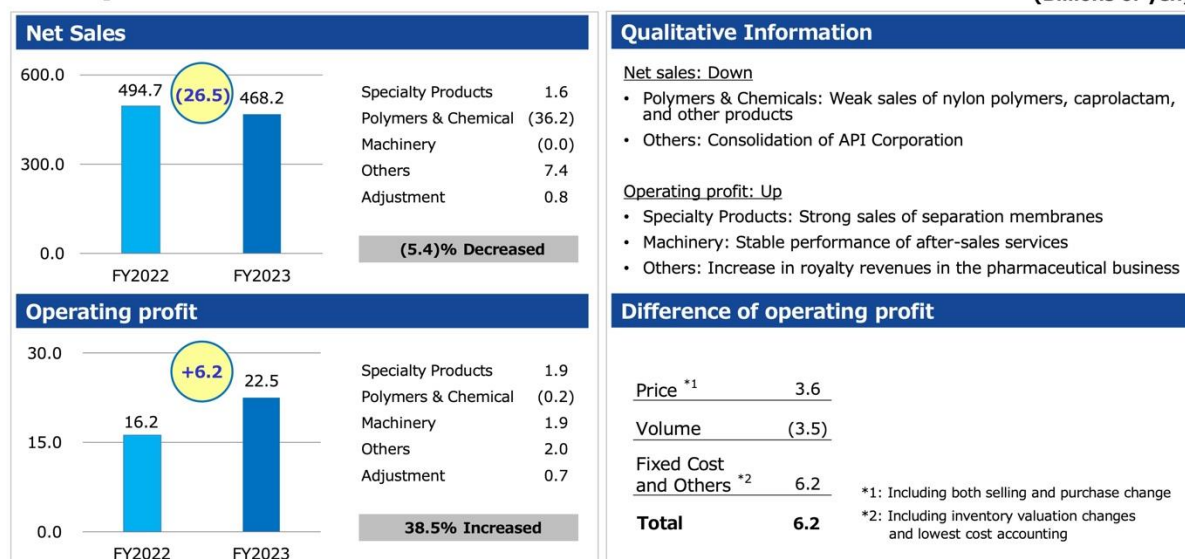 Net Sales
600.0
494.7
(26.5)
468.2
300.0
0.0
FY2022 FY2023
Specialty Products 1.6
Polymers & Chemical (36.2)
Machinery (0.0)
Others 7.4
Adjustment 0.8
(5.4)% Decreased
Qualitative Information
Net sales: Down
• Polymers & Chemicals: Weak sales of nylon polymers, caprolactam,
and other products
• Others: Consolidation of API Corporation
Operating profit: Up
• Specialty Products: Strong sales of separation membranes
• Machinery: Stable performance of after-sales services
• Others: Increase in royalty revenues in the pharmaceutical business
Operating profit
30.0
+6.2
22.5
16.2
15.0
0.0
FY2022 FY2023
Specialty Products 1.9
Polymers & Chemical (0.2)
Machinery 1.9
Others 2.0
Adjustment 0.7
38.5% Increased
Difference of operating profit
Price *1 3.6
Volume (3.5)
Fixed Cost
and Others *2 6.2
Total 6.2
*1: Including both selling and purchase change
*2: Including inventory valuation changes
and lowest cost accounting